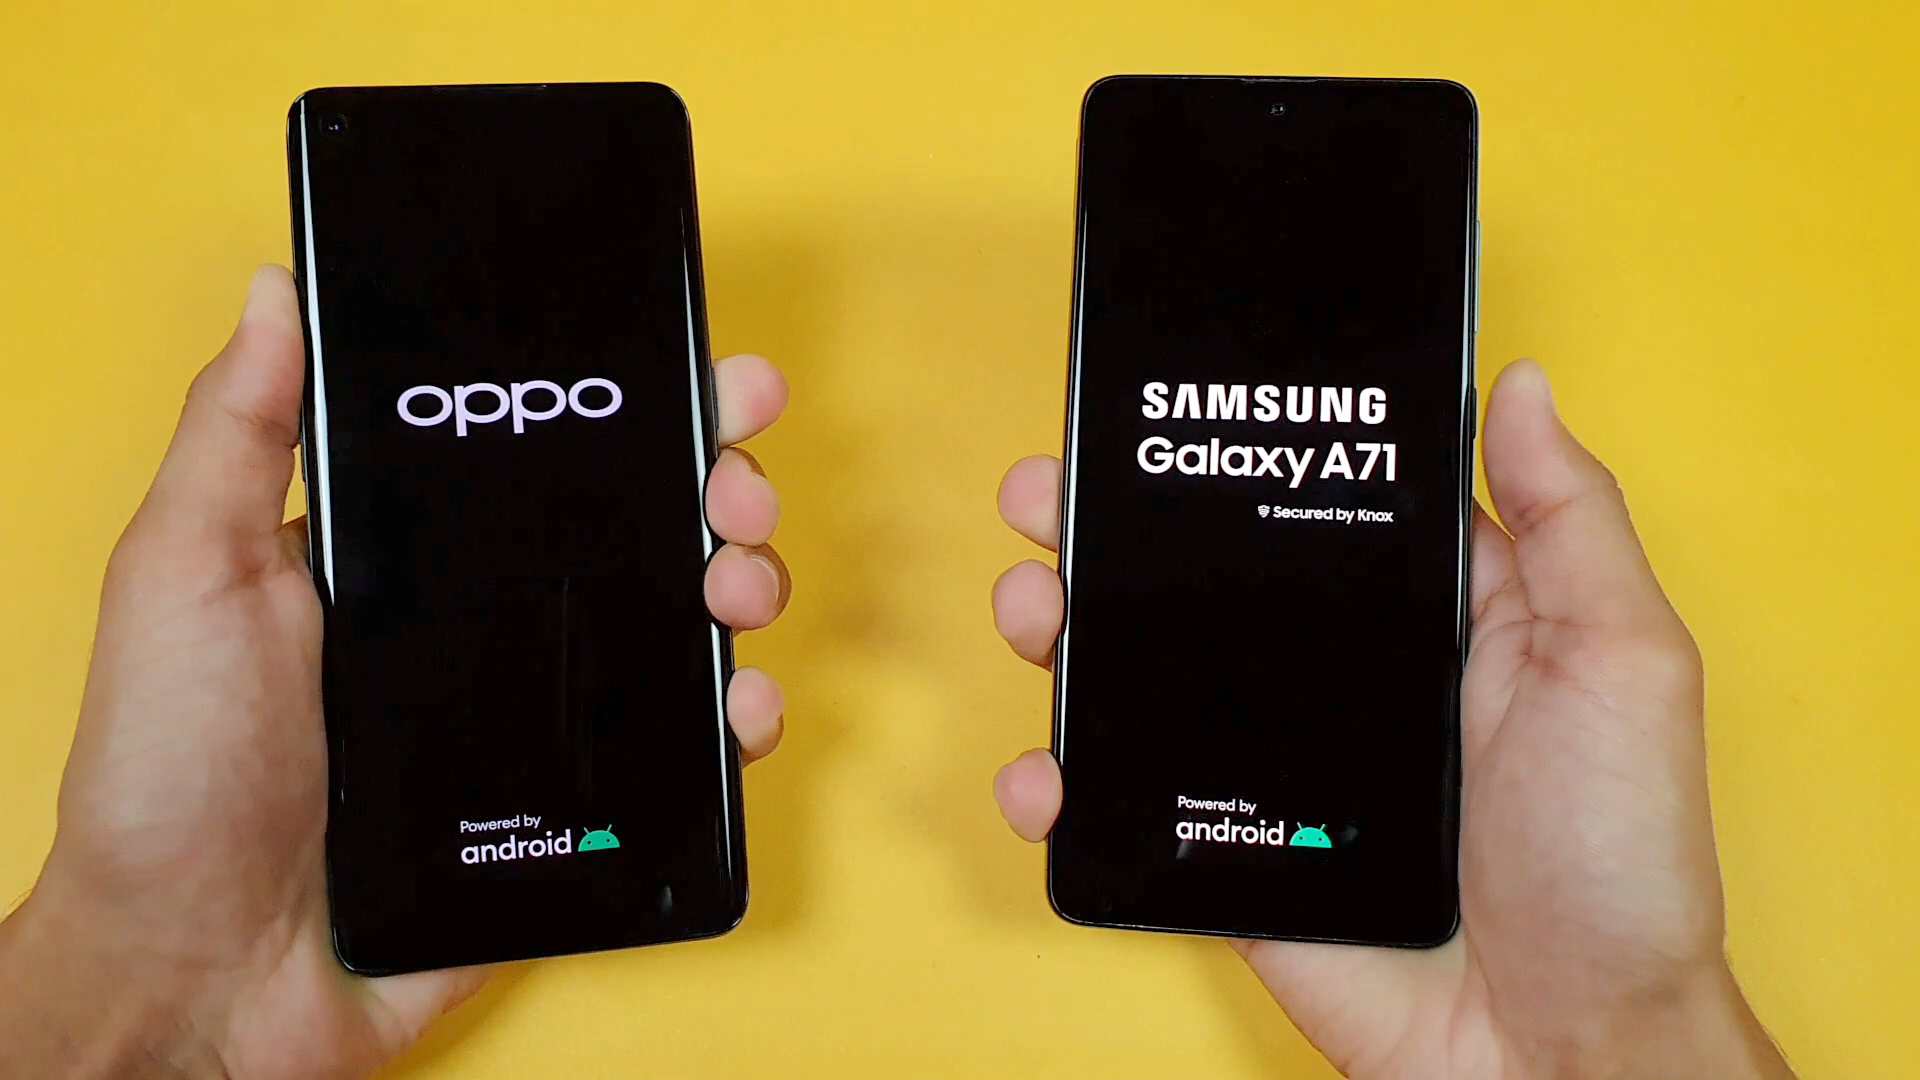 oppo
Powered by
android
SAMSUNG
Galaxy A71
Secured by Knox
Powered by
android